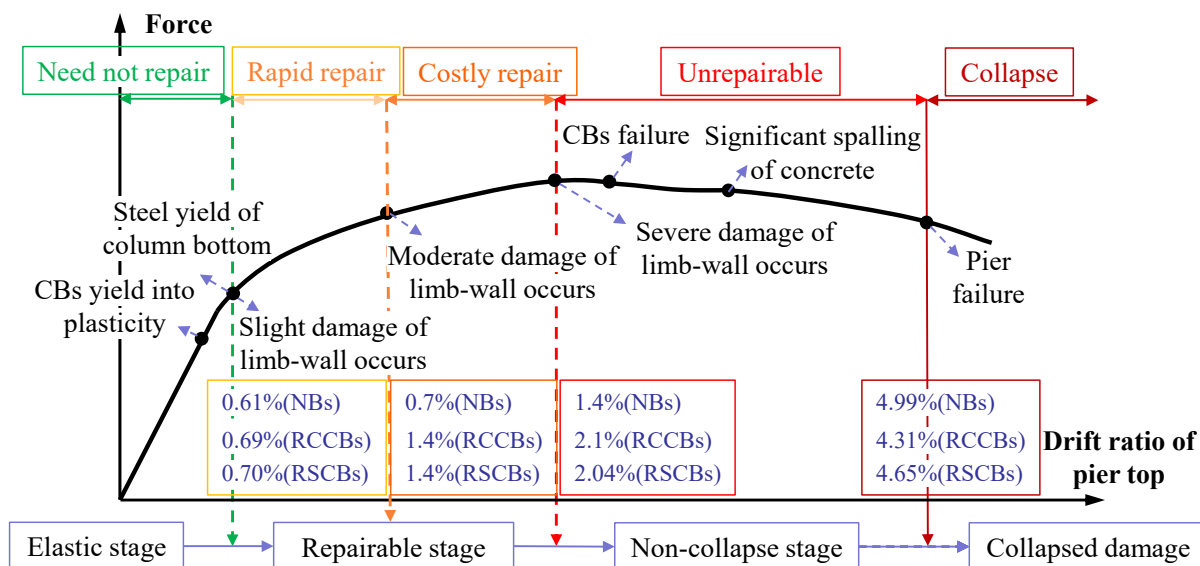 Force
Need not repair
Rapid repair
Costly repair
Unrepairable
Collapse
CBs failure
Significant spalling
of concrete
Steel yield of
column bottom
CBs yield into
plasticity
Slight damage of
limb-wall occurs
Moderate damage of
limb-wall occurs
Severe damage of
limb-wall occurs
Pier
failure
0.61%(NBs)
0.69%(RCCBs)
0.70%(RSCBs)
0.7%(NBs)
1.4%(RCCBs)
1.4%(RSCBs)
1.4%(NBs)
2.1%(RCCBs)
2.04%(RSCBs)
4.99%(NBs)
4.31%(RCCBs)
4.65%(RSCBs)
Drift ratio of
pier top
Elastic stage
Repairable stage
Non-collapse stage
Collapsed damage